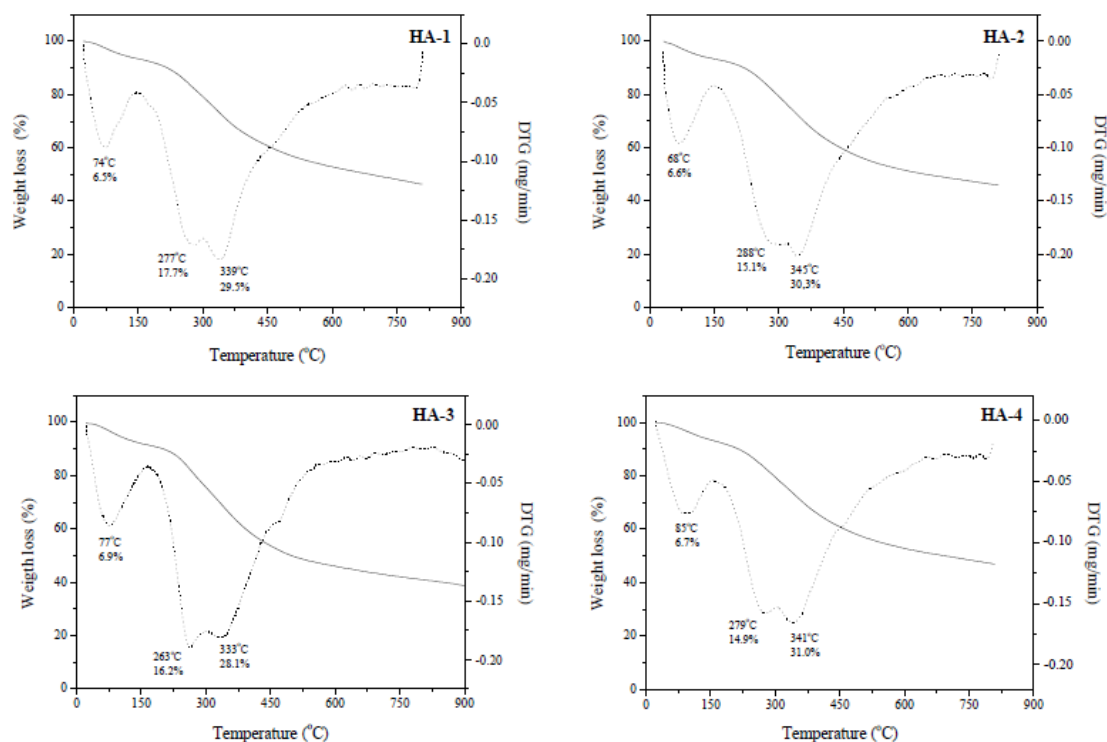 HA-1
100
80
60
40
20
0
Weight loss (%)
0.0
-0.05
-0.10
-0.15
-0.20
DTG (mg/min)
74°C
6.5%
277°C
17.7%
339°C
29.5%
0 150 300 450 600 750 900
Temperature (°C)
HA-2
100
80
60
40
20
0
Weight loss (%)
0.00
-0.05
-0.10
-0.15
-0.20
DTG (mg/min)
68°C
6.6%
288°C
15.1%
345°C
30,3%
0 150 300 450 600 750 900
Temperature (°C)
HA-3
100
80
60
40
20
0
Weigth loss (%)
0.00
-0.05
-0.10
-0.15
-0.20
DTG (mg/min)
77°C
6.9%
263°C
16.2%
333°C
28.1%
0 150 300 450 600 750 900
Temperature (°C)
HA-4
100
80
60
40
20
0
Weight loss (%)
0.00
-0.05
-0.10
-0.15
-0.20
DTG (mg/min)
85°C
6.7%
279°C
14.9%
341°C
31.0%
0 150 300 450 600 750 900
Temperature (°C)